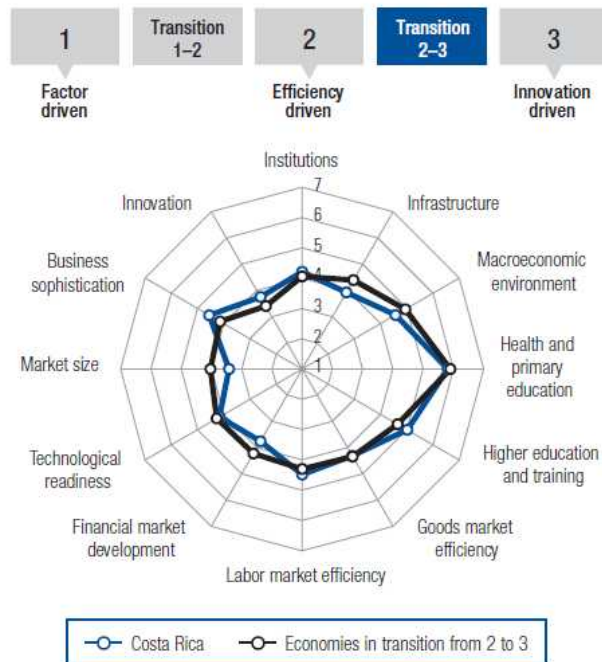 1
Transition
1–2
2
Transition
2–3
3
Factor
driven
Efficiency
driven
Innovation
driven
Institutions
7
6
5
4
3
2
1
Innovation
Infrastructure
Business
sophistication
Macroeconomic
environment
Market size
Health and
primary
education
Technological
readiness
Higher education
and training
Financial market
development
Goods market
efficiency
Labor market efficiency
Costa Rica
Economies in transition from 2 to 3